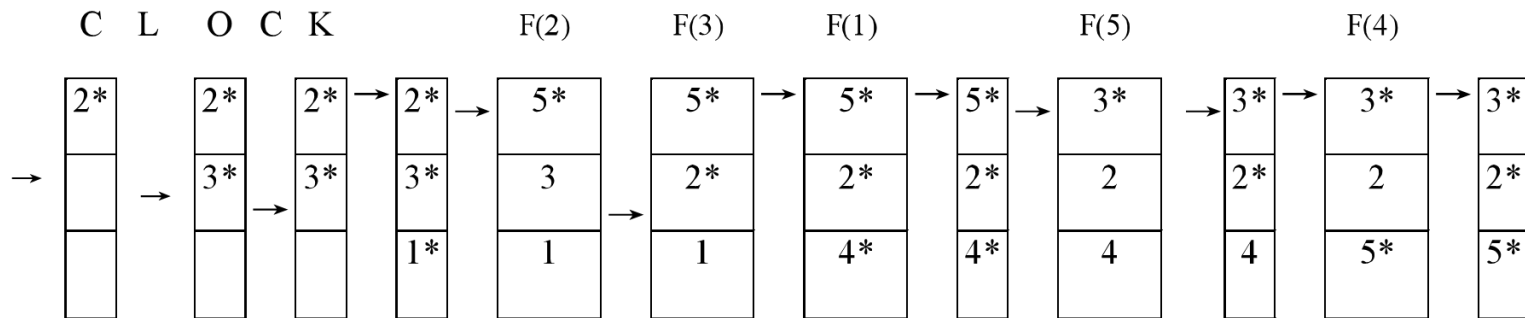 C L O C K F(2) F(3) F(1) F(5) F(4)
→ 2* 2* 2* → 2* → 5* 5* → 5* → 5* → 3* → 3* → 3* → 3*
→ 3* → 3* 3* 3 → 2* 2* 2* 2 2* 2 2*
1* 1 1 4* 4* 4 4 5* 5*